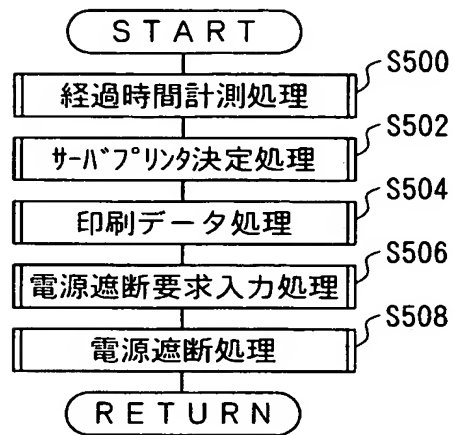 START
経過時間計測処理 S500
ｻｰﾊﾞﾌﾟﾘﾝﾀ決定処理 S502
印刷データ処理 S504
電源遮断要求入力処理 S506
電源遮断処理 S508
RETURN